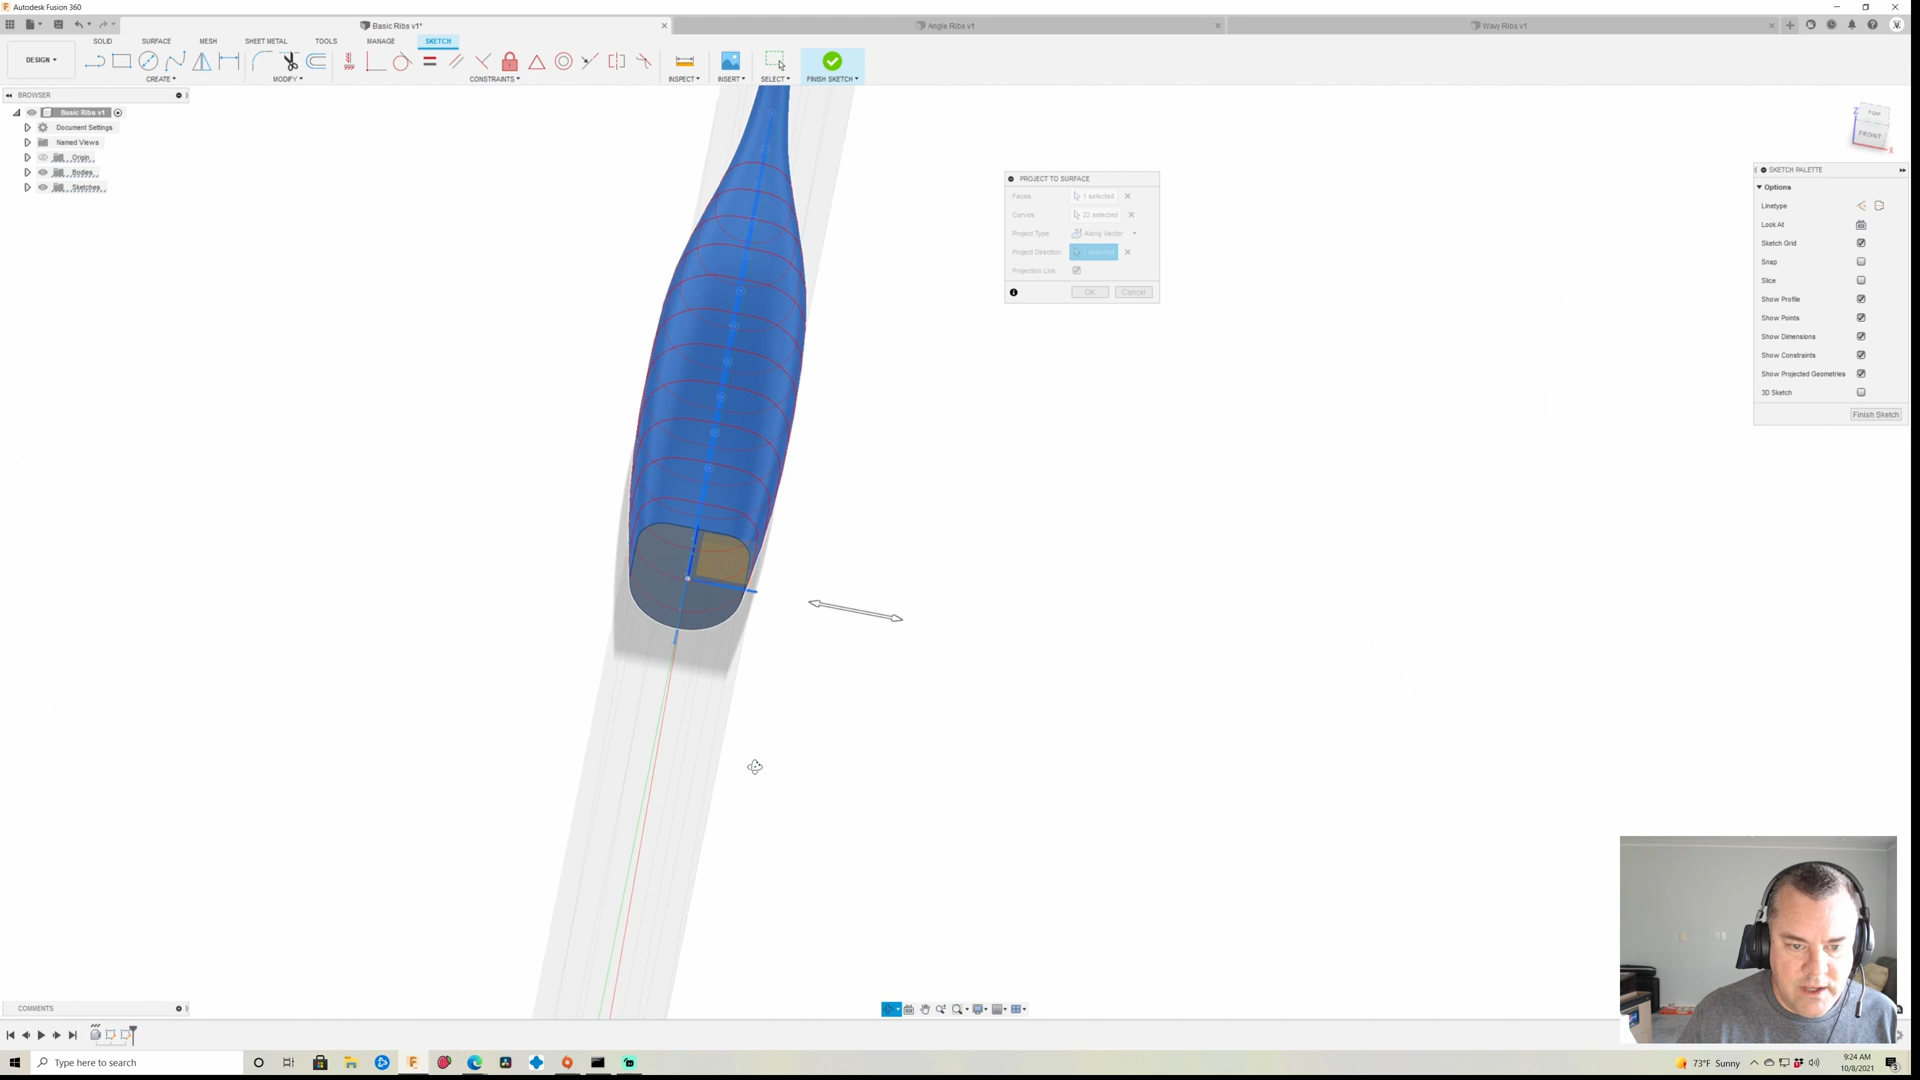 Autodesk Fusion 360
Basic Ribs v1*
Angle Ribs v1
Wavy Ribs v1
DESIGN
SOLID
SURFACE
MESH
SHEET METAL
TOOLS
MANAGE
SKETCH
CREATE
MODIFY
CONSTRAINTS
INSPECT
INSERT
SELECT
FINISH SKETCH
BROWSER
Basic Ribs v1
Document Settings
Named Views
Origin
Bodies
Sketches
TOP
FRONT
Z
X
PROJECT TO SURFACE
Faces
1 selected
Curves
22 selected
Project Type
Along Vector
Project Direction
1 selected
Projection Link
OK
Cancel
SKETCH PALETTE
Options
Linetype
Look At
Sketch Grid
Snap
Slice
Show Profile
Show Points
Show Dimensions
Show Constraints
Show Projected Geometries
3D Sketch
Finish Sketch
COMMENTS
Type here to search
73°F Sunny
9:24 AM
10/8/2021